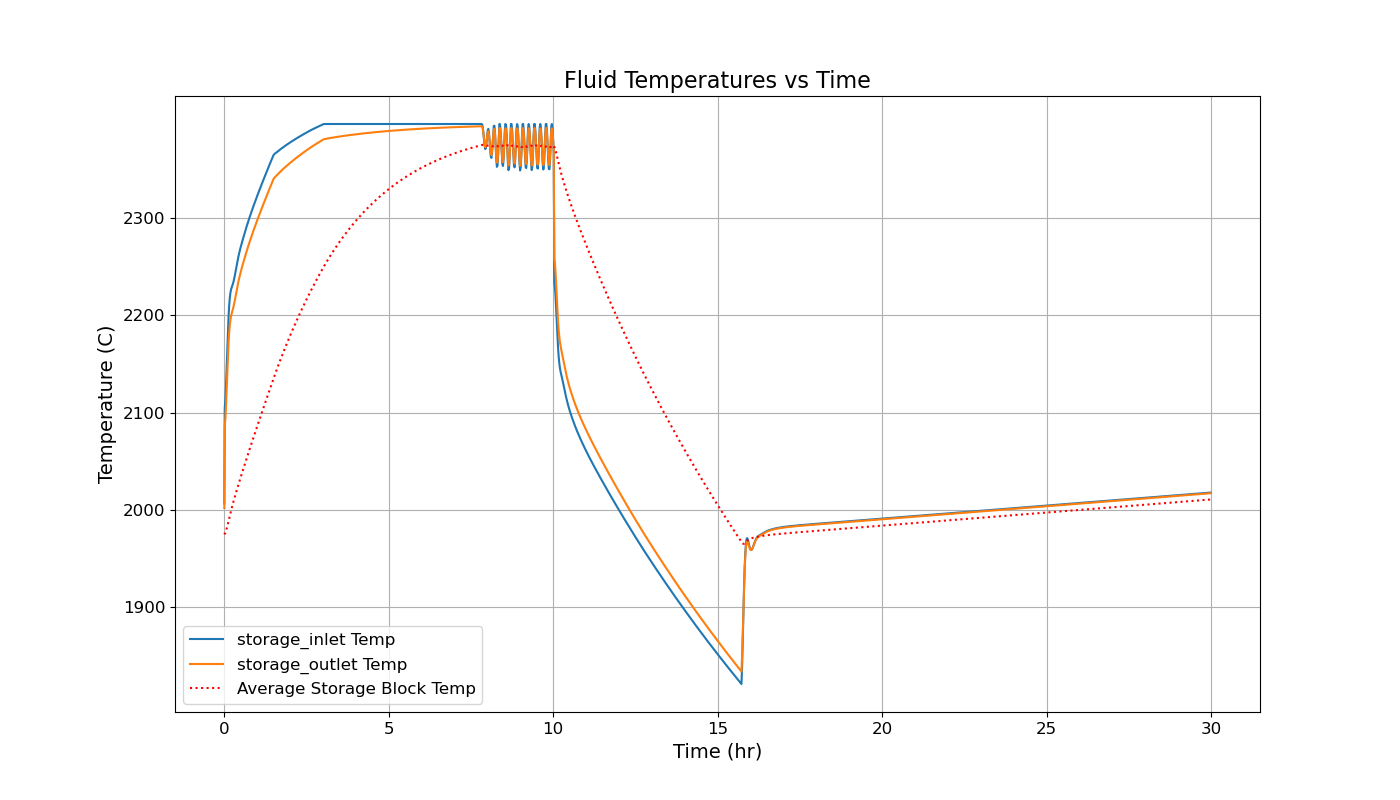 Fluid Temperatures vs Time
Temperature (C)
2300
2200
2100
2000
1900
storage_inlet Temp
storage_outlet Temp
Average Storage Block Temp
0 5 10 15 20 25 30
Time (hr)